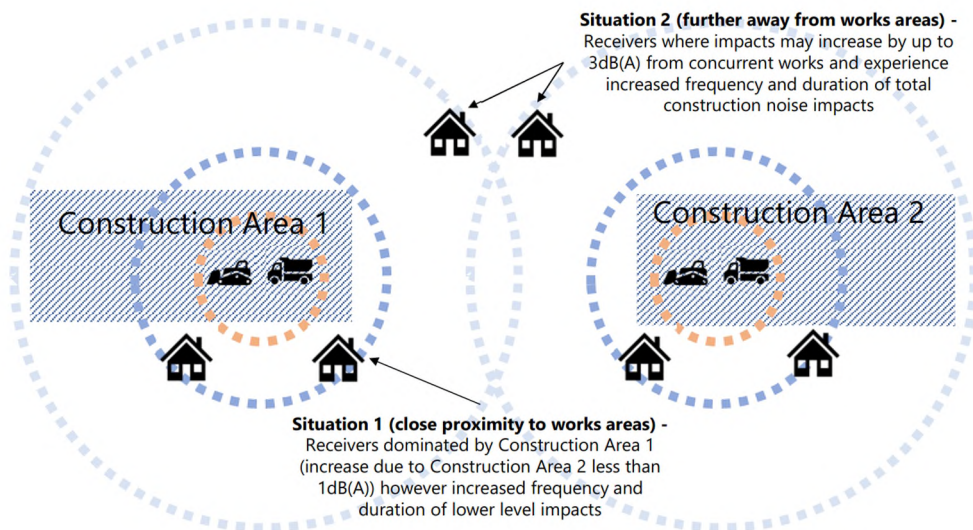 Situation 2 (further away from works areas) -
Receivers where impacts may increase by up to
3dB(A) from concurrent works and experience
increased frequency and duration of total
construction noise impacts
Construction Area 1
Construction Area 2
Situation 1 (close proximity to works areas) -
Receivers dominated by Construction Area 1
(increase due to Construction Area 2 less than
1dB(A)) however increased frequency and
duration of lower level impacts